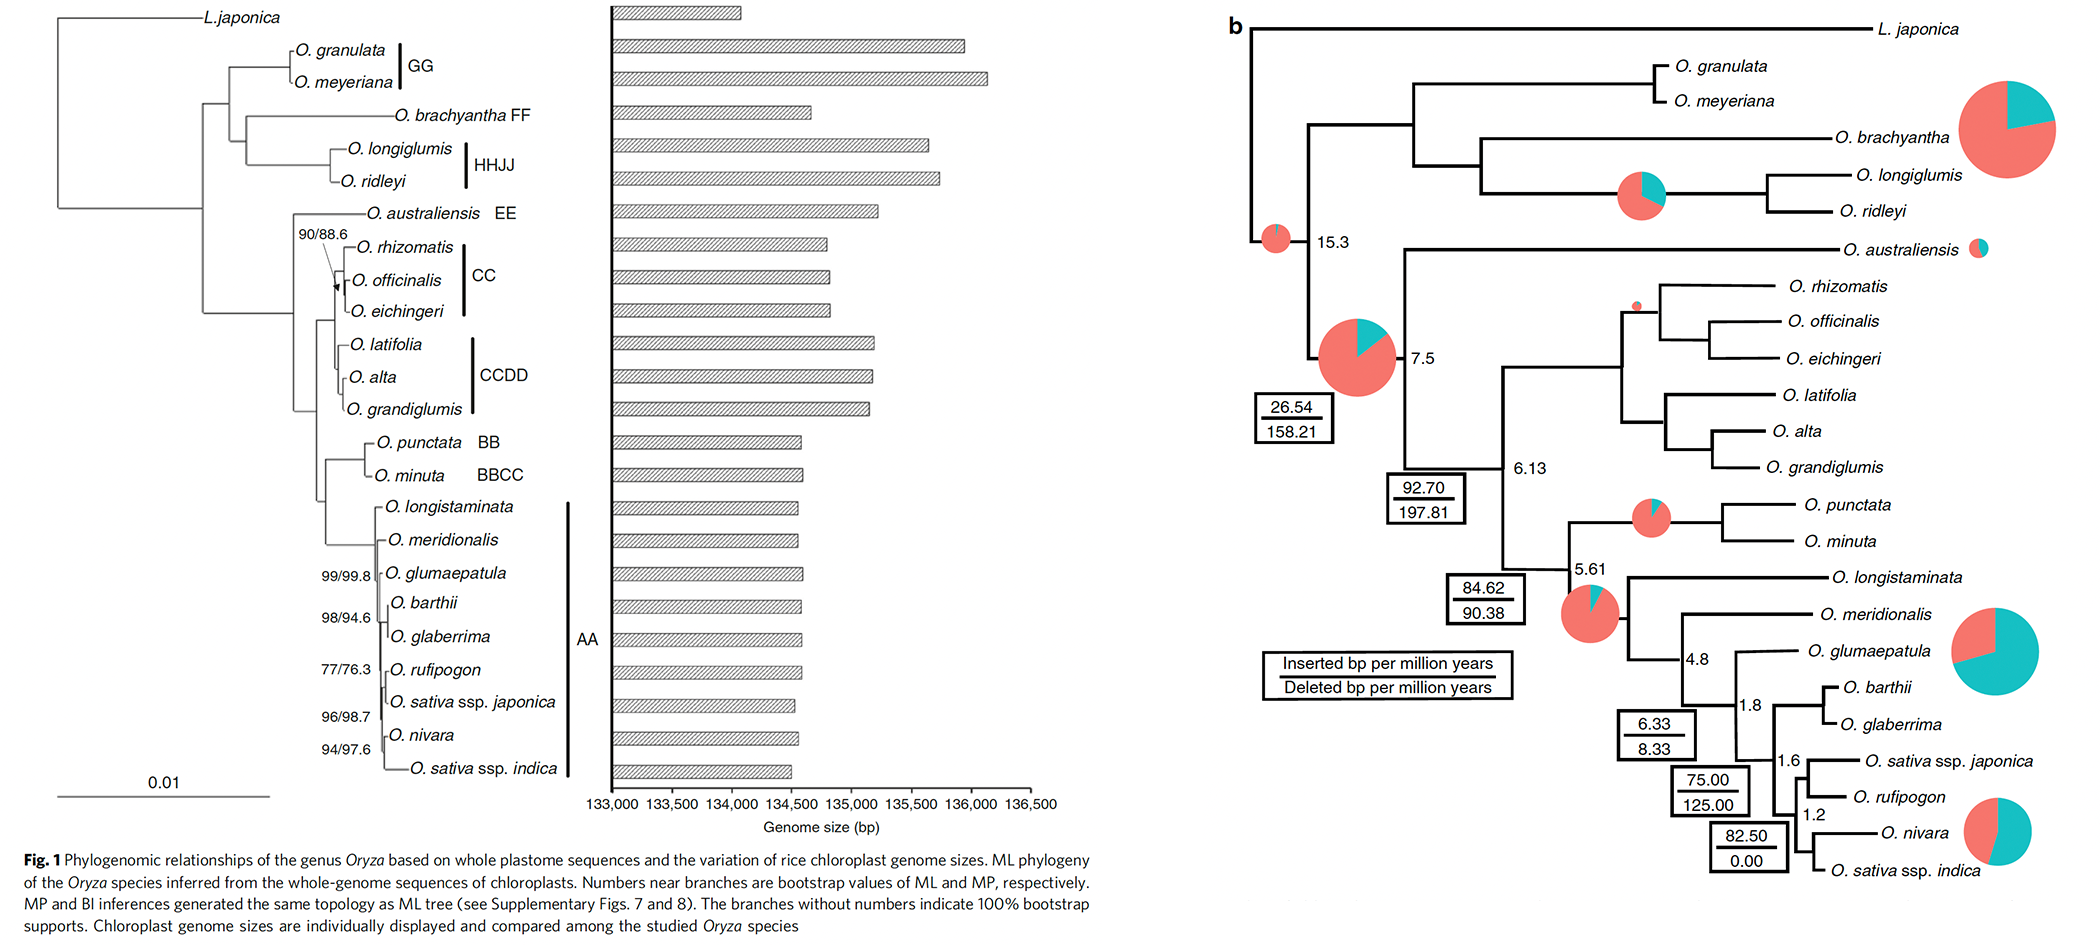 L.japonica
O. granulata
GG
O. meyeriana
O. brachyantha FF
O. longiglumis
HHJJ
O. ridleyi
O. australiensis EE
90/88.6
O. rhizomatis
O. officinalis
CC
O. eichingeri
O. latifolia
O. alta
CCDD
O. grandiglumis
O. punctata BB
O. minuta BBCC
O. longistaminata
O. meridionalis
99/99.8
O. glumaepatula
O. barthii
98/94.6
O. glaberrima
AA
77/76.3
O. rufipogon
O. sativa ssp. japonica
96/98.7
O. nivara
94/97.6
O. sativa ssp. indica
0.01
133,000 133,500 134,000 134,500 135,000 135,500 136,000 136,500
Genome size (bp)
Fig. 1 Phylogenomic relationships of the genus Oryza based on whole plastome sequences and the variation of rice chloroplast genome sizes. ML phylogeny
of the Oryza species inferred from the whole-genome sequences of chloroplasts. Numbers near branches are bootstrap values of ML and MP, respectively.
MP and BI inferences generated the same topology as ML tree (see Supplementary Figs. 7 and 8). The branches without numbers indicate 100% bootstrap
supports. Chloroplast genome sizes are individually displayed and compared among the studied Oryza species
b
L. japonica
O. granulata
O. meyeriana
O. brachyantha
O. longiglumis
O. ridleyi
15.3
O. australiensis
O. rhizomatis
O. officinalis
7.5
O. eichingeri
O. latifolia
26.54
158.21
O. alta
O. grandiglumis
6.13
92.70
197.81
O. punctata
O. minuta
5.61
O. longistaminata
84.62
90.38
O. meridionalis
O. glumaepatula
4.8
Inserted bp per million years
Deleted bp per million years
O. barthii
1.8
O. glaberrima
6.33
8.33
1.6
O. sativa ssp. japonica
75.00
125.00
O. rufipogon
1.2
O. nivara
82.50
0.00
O. sativa ssp. indica